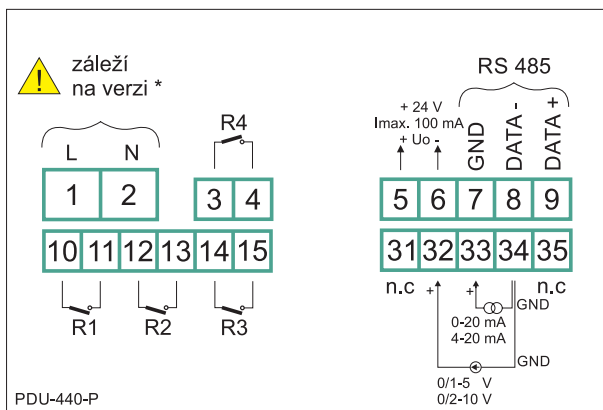 !
záleží
na verzi *
L N
R4
1 2
3 4
10 11 12 13 14 15
R1 R2 R3
RS 485
+ 24 V
Imax. 100 mA
+ Uo -
GND
DATA -
DATA +
5 6 7 8 9
31 32 33 34 35
n.c
+
+
n.c
GND
0-20 mA
4-20 mA
GND
0/1-5 V
0/2-10 V
PDU-440-P